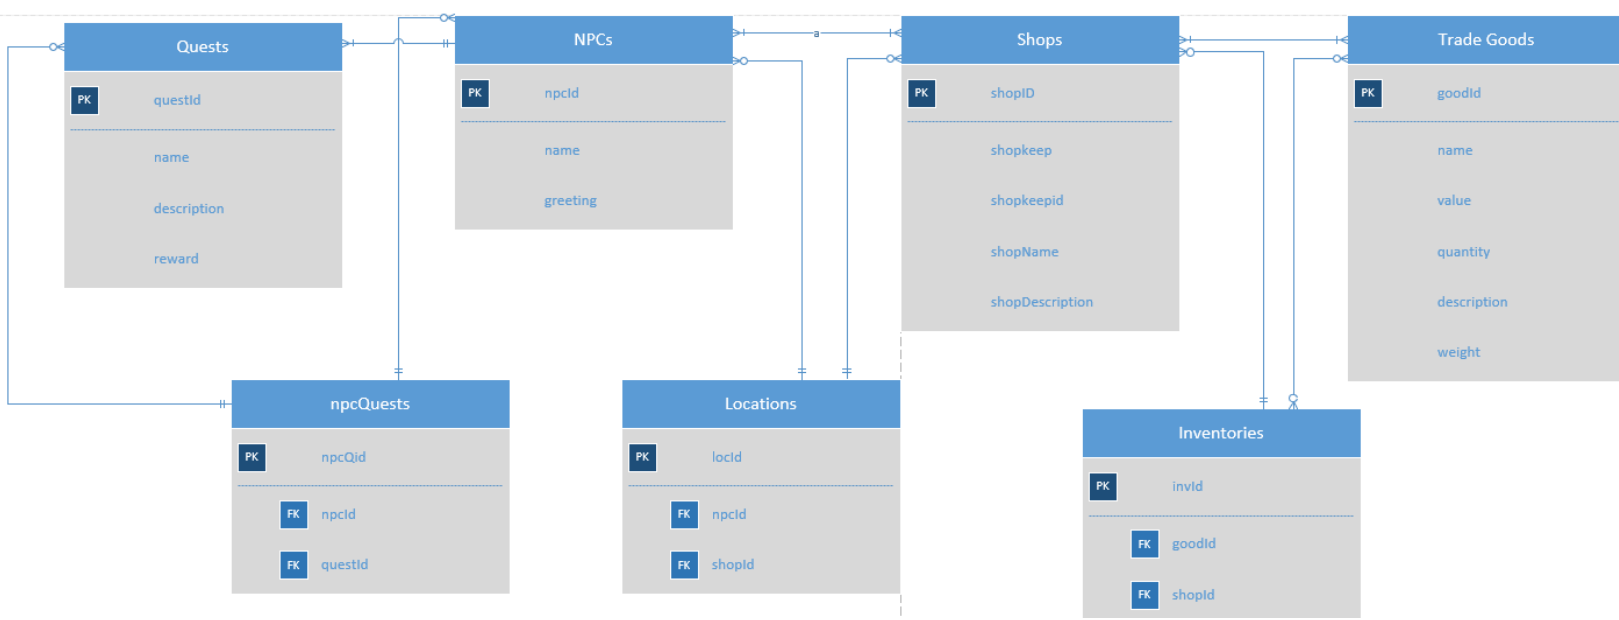 Quests
PK questId
name
description
reward
NPCs
PK npcId
name
greeting
a
Shops
PK shopID
shopkeep
shopkeepid
shopName
shopDescription
Trade Goods
PK goodId
name
value
quantity
description
weight
npcQuests
PK npcQid
FK npcId
FK questId
Locations
PK locId
FK npcId
FK shopId
Inventories
PK invId
FK goodId
FK shopId